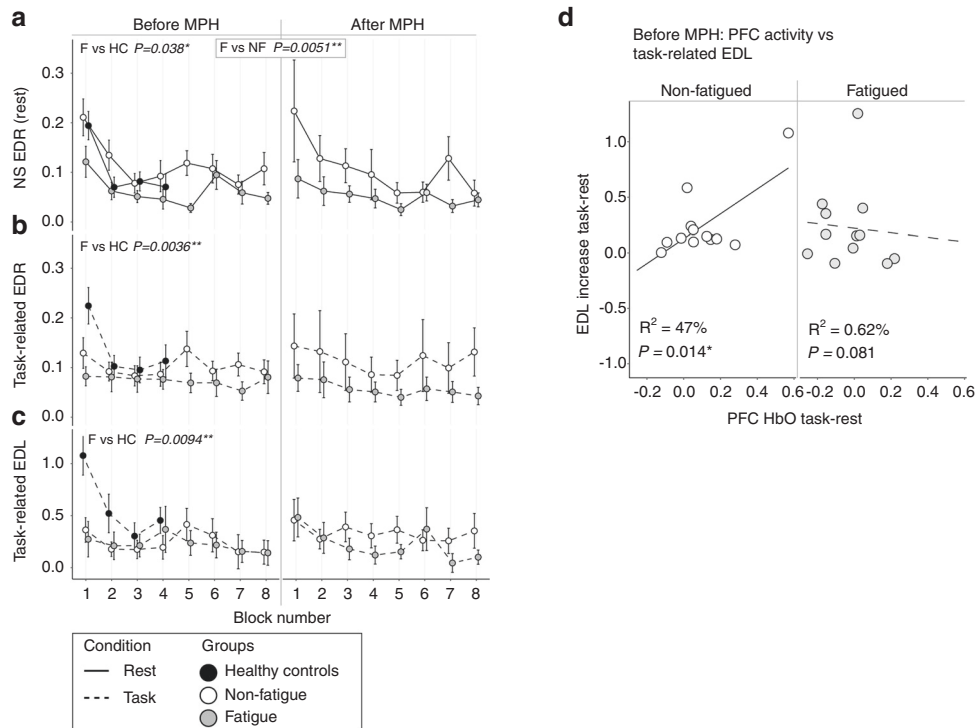 a
Before MPH
After MPH
F vs HC P=0.038*
F vs NF P=0.0051**
NS EDR (rest)
0.3
0.2
0.1
0.0
b
F vs HC P=0.0036**
Task-related EDR
0.3
0.2
0.1
0.0
c
F vs HC P=0.0094**
Task-related EDL
1.0
0.5
0.0
1 2 3 4 5 6 7 8
1 2 3 4 5 6 7 8
Block number
Condition
Rest
Task
Groups
Healthy controls
Non-fatigue
Fatigue
d
Before MPH: PFC activity vs
task-related EDL
Non-fatigued
Fatigued
EDL increase task-rest
1.0
0.5
0.0
-0.5
-1.0
R² = 47%
P = 0.014*
R² = 0.62%
P = 0.081
-0.2 0.0 0.2 0.4 0.6
-0.2 0.0 0.2 0.4 0.6
PFC HbO task-rest